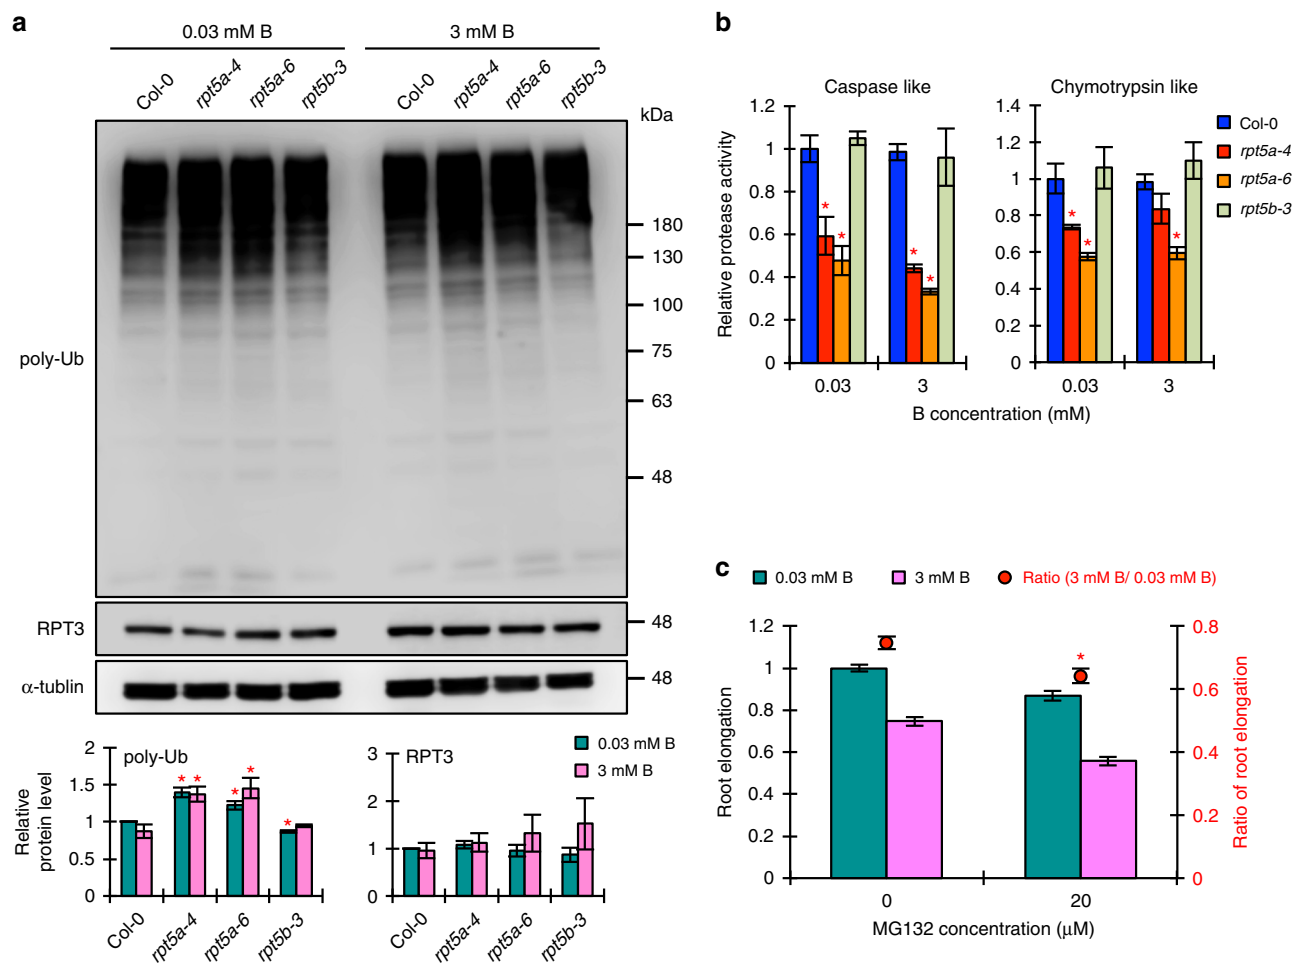 a
0.03 mM B
3 mM B
Col-0
rpt5a-4
rpt5a-6
rpt5b-3
Col-0
rpt5a-4
rpt5a-6
rpt5b-3
kDa
poly-Ub
180
130
100
75
63
48
RPT3
48
α-tublin
48
Relative
protein level
poly-Ub
2
1.5
1
0.5
0
* * * * *
Col-0
rpt5a-4
rpt5a-6
rpt5b-3
RPT3
3
2
1
0
0.03 mM B
3 mM B
Col-0
rpt5a-4
rpt5a-6
rpt5b-3
b
Relative protease activity
Caspase like
1.2
1
0.8
0.6
0.4
0.2
0
* * * *
0.03
3
Chymotrypsin like
1.4
1.2
1
0.8
0.6
0.4
0.2
0
* * *
0.03
3
B concentration (mM)
Col-0
rpt5a-4
rpt5a-6
rpt5b-3
c
0.03 mM B
3 mM B
Ratio (3 mM B/ 0.03 mM B)
Root elongation
1.2
1
0.8
0.6
0.4
0.2
0
*
0.8
0.6
0.4
0.2
0
Ratio of root elongation
0
20
MG132 concentration (μM)